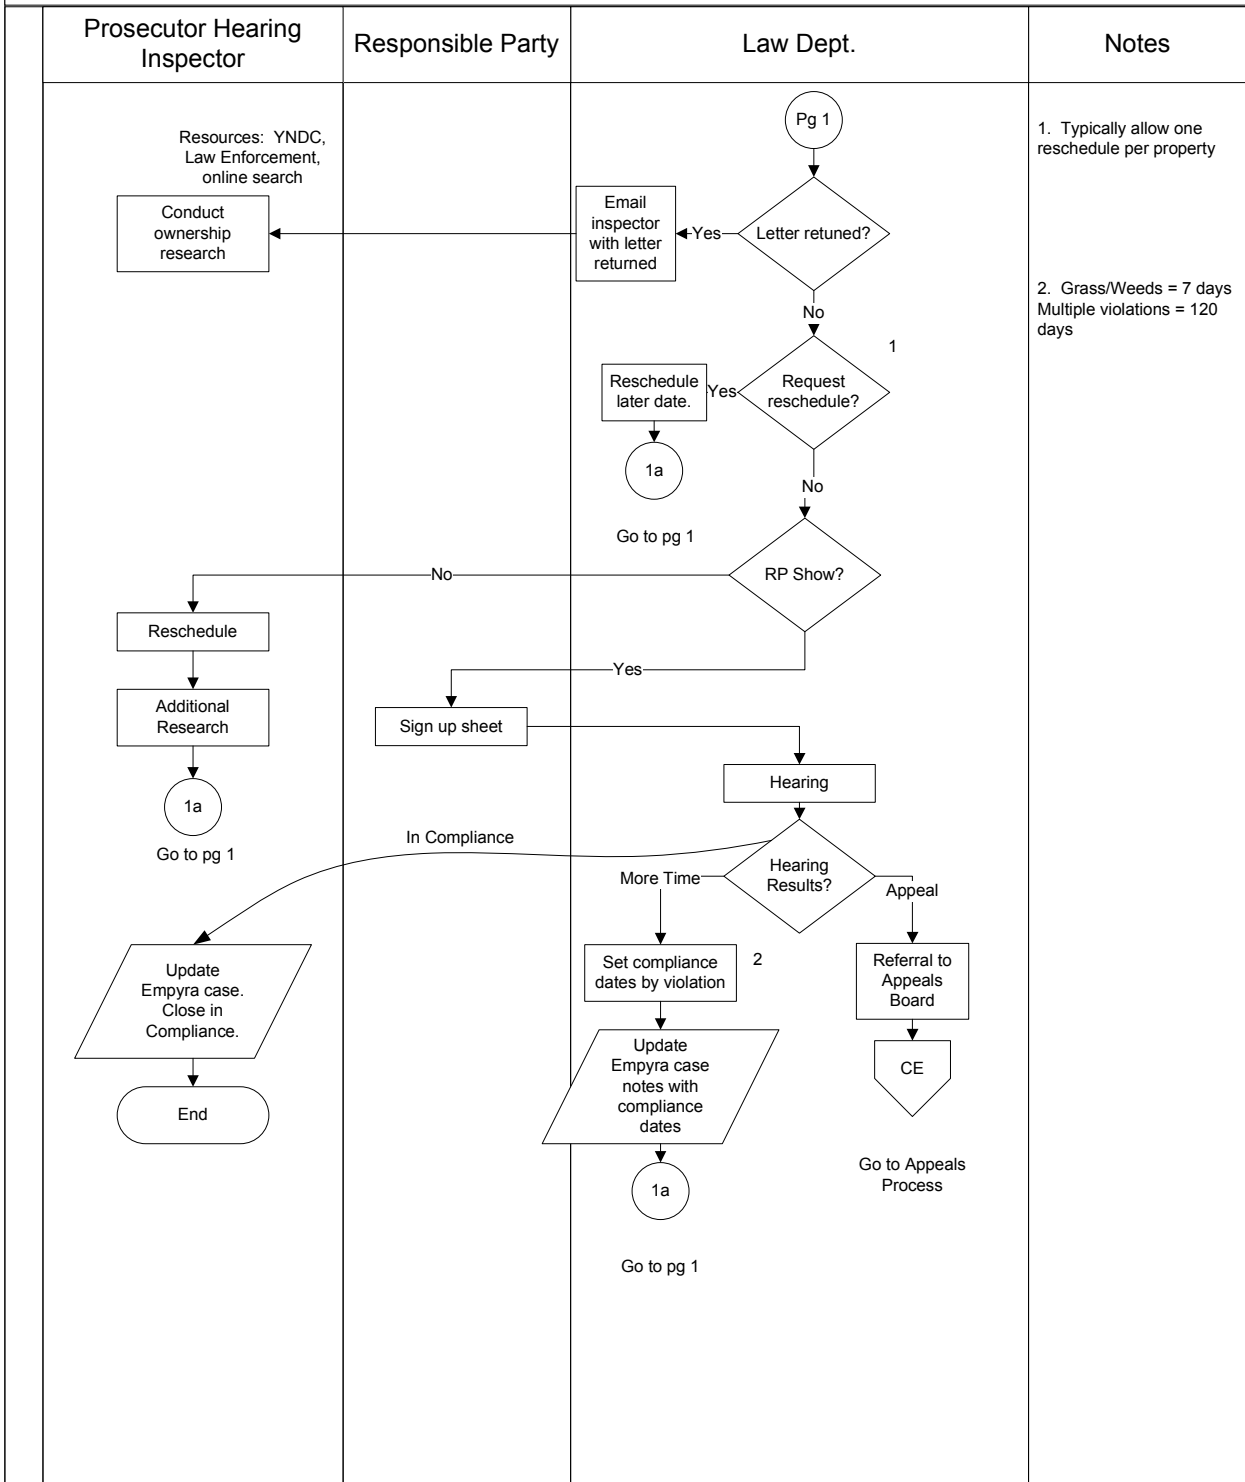 Prosecutor Hearing
Inspector
Responsible Party
Law Dept.
Notes
Pg 1
1. Typically allow one
reschedule per property
Resources: YNDC,
Law Enforcement,
online search
Conduct
ownership
research
Email
inspector
with letter
returned
Yes
Letter retuned?
2. Grass/Weeds = 7 days
Multiple violations = 120
days
No
1
Reschedule
later date.
Yes
Request
reschedule?
1a
No
Go to pg 1
No
RP Show?
Reschedule
Yes
Additional
Research
Sign up sheet
Hearing
1a
Go to pg 1
In Compliance
More Time
Hearing
Results?
Appeal
Update
Empyra case.
Close in
Compliance.
Set compliance
dates by violation
2
Referral to
Appeals
Board
Update
Empyra case
notes with
compliance
dates
CE
End
Go to Appeals
Process
1a
Go to pg 1